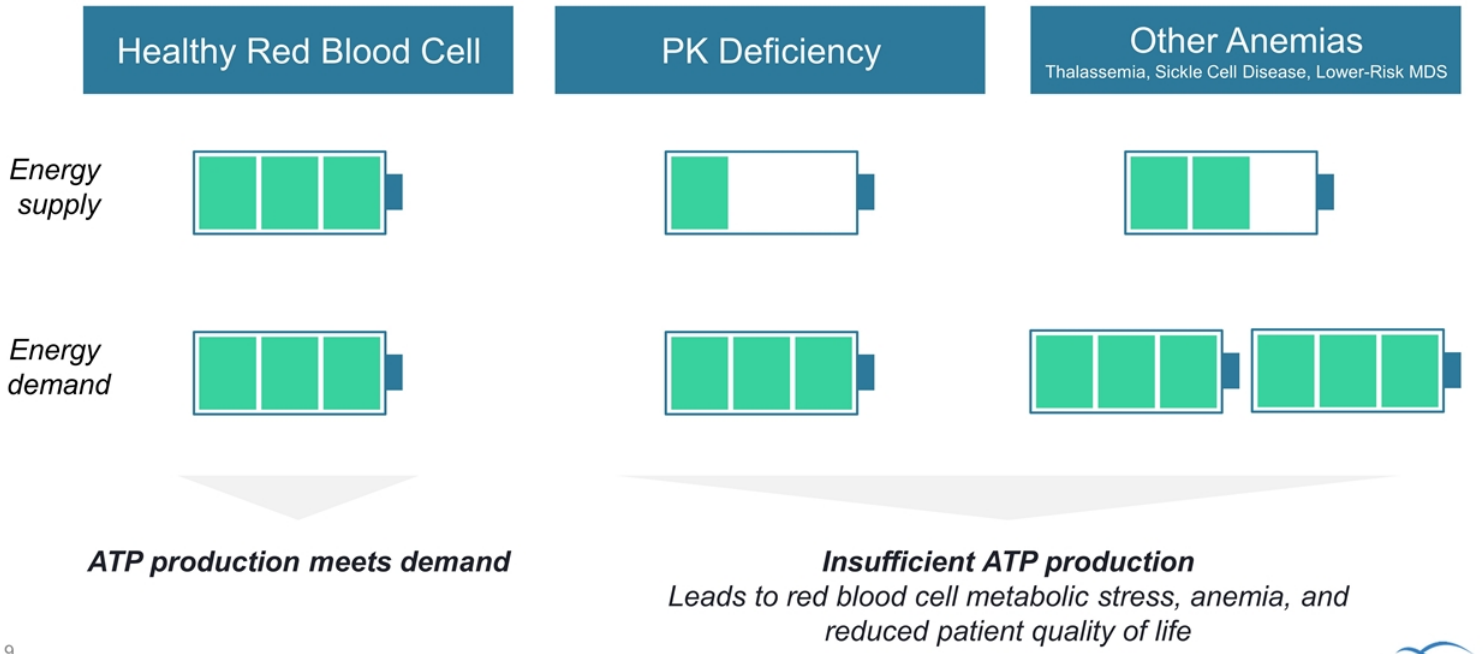 Healthy Red Blood Cell
PK Deficiency
Other Anemias
Thalassemia, Sickle Cell Disease, Lower-Risk MDS
Energy
supply
Energy
demand
ATP production meets demand
Insufficient ATP production
Leads to red blood cell metabolic stress, anemia, and
reduced patient quality of life
9